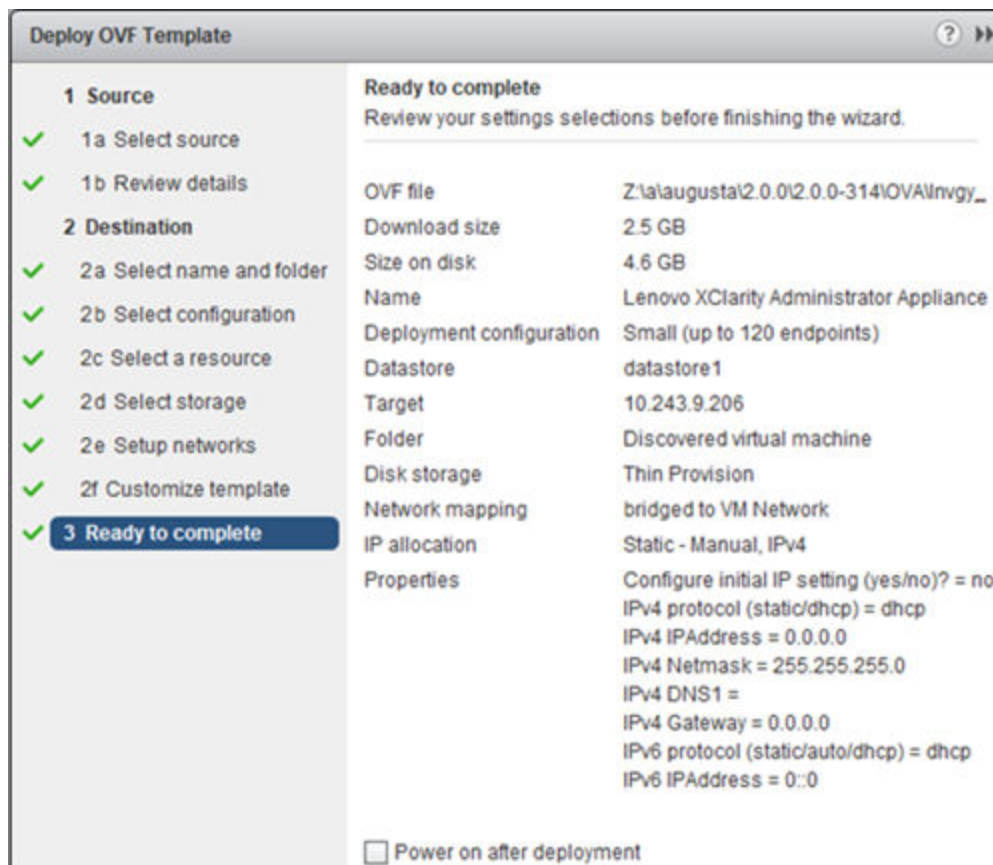 Deploy OVF Template
?
1 Source
1a Select source
1b Review details
2 Destination
2a Select name and folder
2b Select configuration
2c Select a resource
2d Select storage
2e Setup networks
2f Customize template
3 Ready to complete
Ready to complete
Review your settings selections before finishing the wizard.
OVF file Z:\a\augusta\2.0.0\2.0.0-314\OVA\lnvgy_
Download size 2.5 GB
Size on disk 4.6 GB
Name Lenovo XClarity Administrator Appliance
Deployment configuration Small (up to 120 endpoints)
Datastore datastore1
Target 10.243.9.206
Folder Discovered virtual machine
Disk storage Thin Provision
Network mapping bridged to VM Network
IP allocation Static - Manual, IPv4
Properties Configure initial IP setting (yes/no)? = no
IPv4 protocol (static/dhcp) = dhcp
IPv4 IPAddress = 0.0.0.0
IPv4 Netmask = 255.255.255.0
IPv4 DNS1 =
IPv4 Gateway = 0.0.0.0
IPv6 protocol (static/auto/dhcp) = dhcp
IPv6 IPAddress = 0::0
Power on after deployment